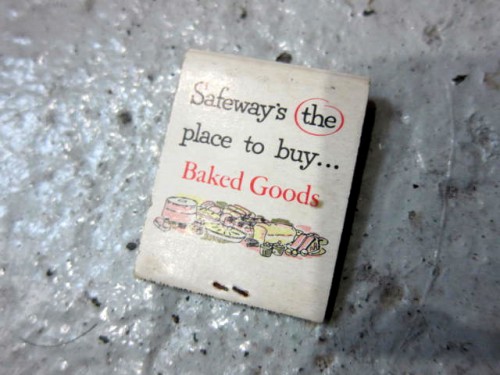 Safeway's the
place to buy...
Baked Goods